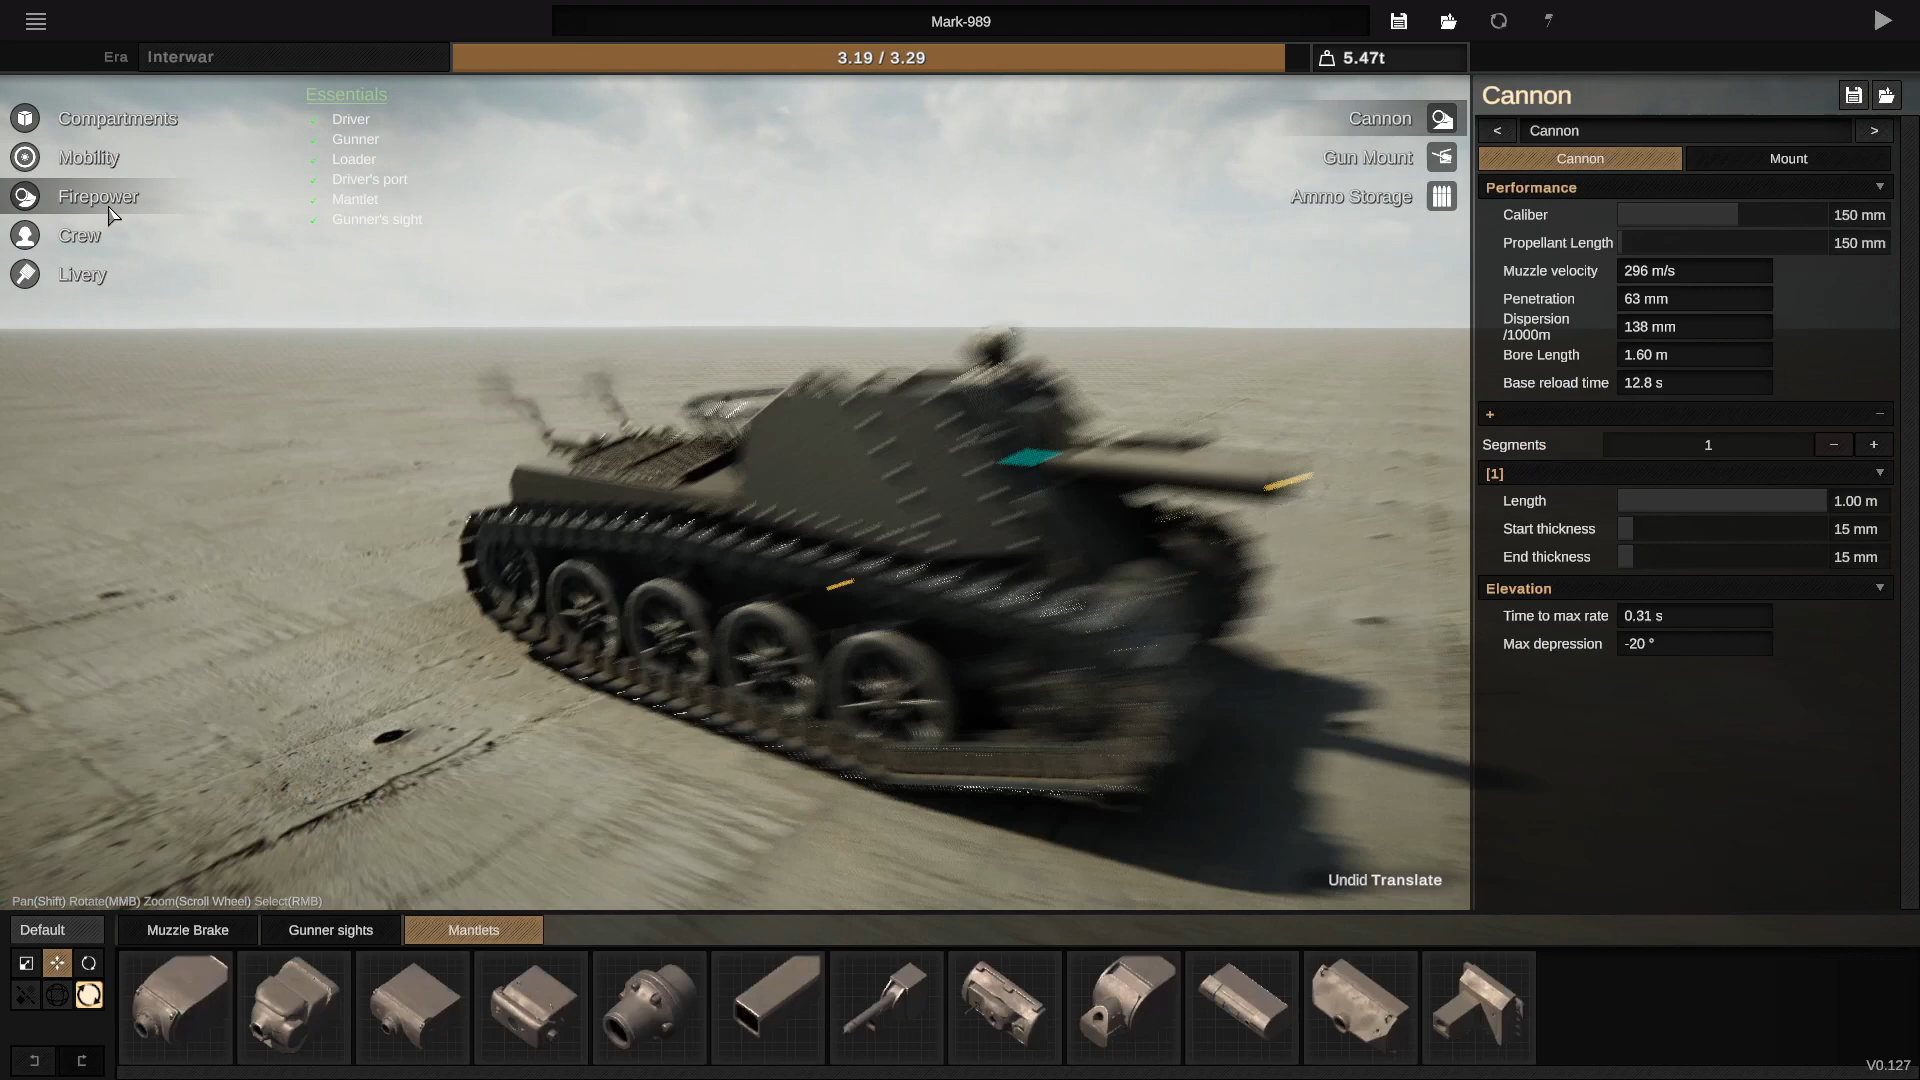 Mark-989
Era
Interwar
3.19 / 3.29
5.47t
Compartments
Mobility
Firepower
Crew
Livery
Essentials
Driver
Gunner
Loader
Driver's port
Mantlet
Gunner's sight
Cannon
Gun Mount
Ammo Storage
Cannon
< Cannon >
Cannon Mount
Performance
Caliber 150 mm
Propellant Length 150 mm
Muzzle velocity 296 m/s
Penetration 63 mm
Dispersion
/1000m 138 mm
Bore Length 1.60 m
Base reload time 12.8 s
+ −
Segments 1 − +
[1]
Length 1.00 m
Start thickness 15 mm
End thickness 15 mm
Elevation
Time to max rate 0.31 s
Max depression -20 °
Undid Translate
Pan(Shift) Rotate(MMB) Zoom(Scroll Wheel) Select(RMB)
Default
Muzzle Brake
Gunner sights
Mantlets
V0.127